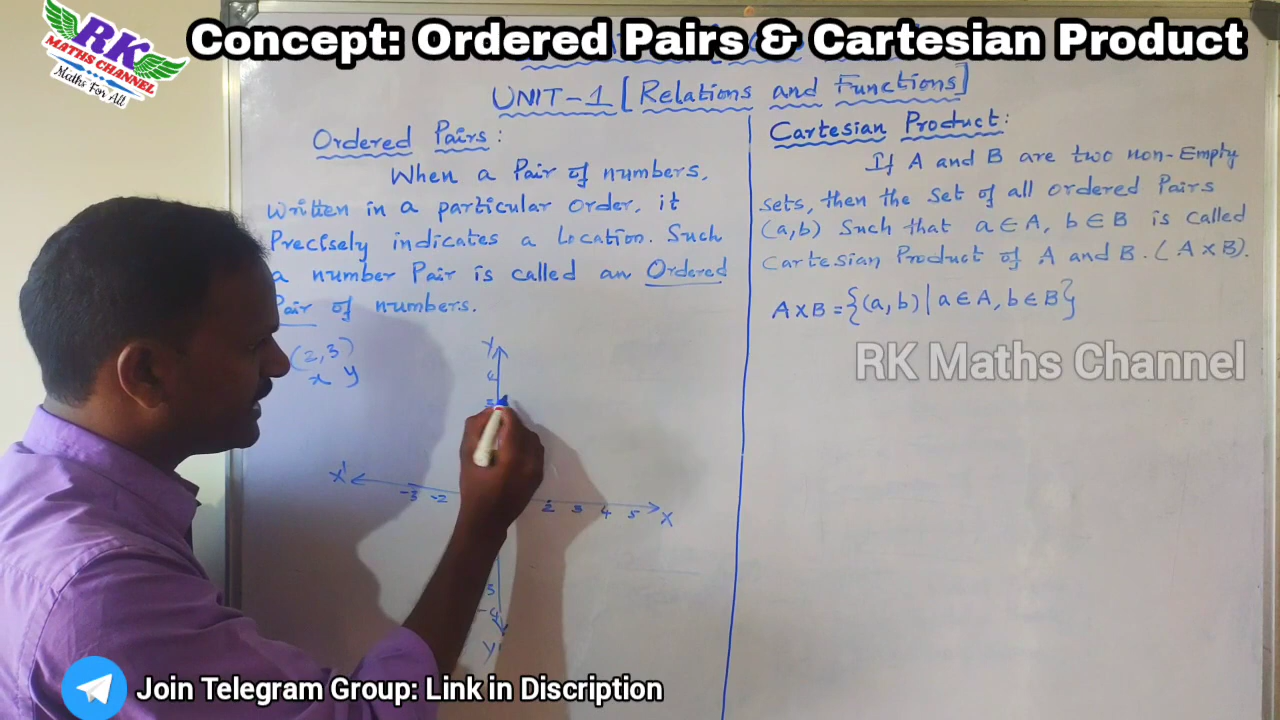 RK
MATHS CHANNEL
Maths For All
Concept: Ordered Pairs & Cartesian Product
UNIT-1 [Relations and Functions]
Ordered Pairs:
When a Pair of numbers,
Written in a particular order, it
Precisely indicates a Location. Such
a number Pair is called an Ordered
Pair of numbers.
(2,3)
x y
Y
4
3
X'
-3 -2
2 3 4 5
X
3
-4
Y'
Cartesian Product:
If A and B are two non-Empty
sets, then the set of all ordered Pairs
(a,b) Such that a∈A, b∈B is called
Cartesian Product of A and B. (A×B).
A×B={(a,b)|a∈A, b∈B}
RK Maths Channel
Join Telegram Group: Link in Discription